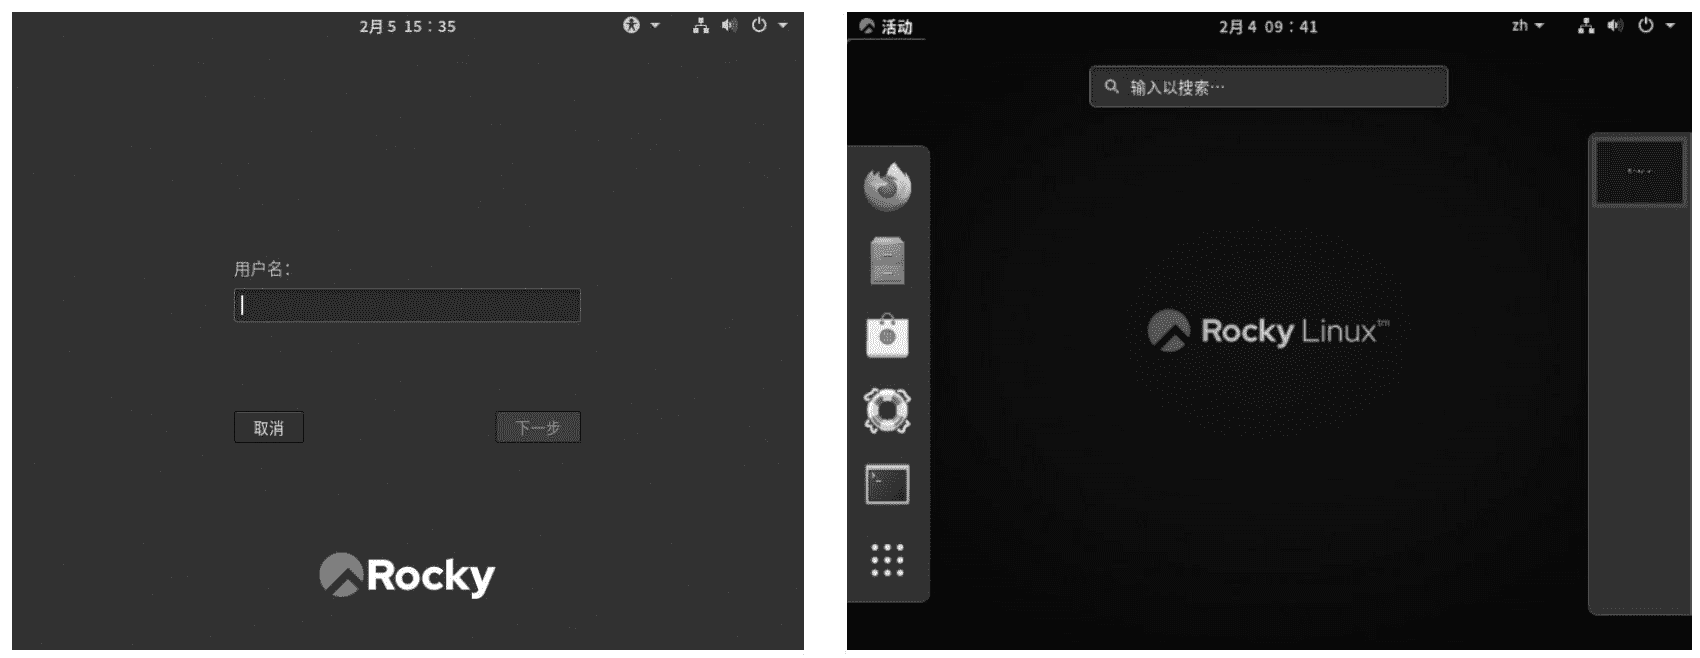 2月5 15：35
用户名：
取消
下一步
Rocky
活动
2月4 09：41
zh
输入以搜索…
Rocky Linux™